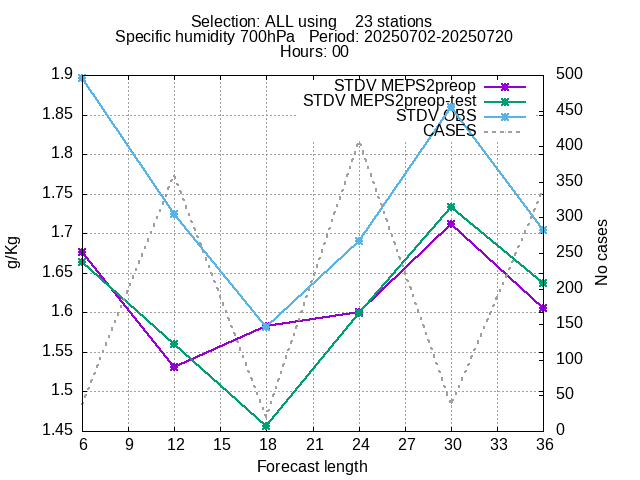 Selection: ALL using    23 stations
Specific humidity 700hPa   Period: 20250702-20250720
Hours: 00
STDV MEPS2preop
STDV MEPS2preop-test
STDV OBS
CASES
1.9
1.85
1.8
1.75
1.7
1.65
1.6
1.55
1.5
1.45
g/Kg
500
450
400
350
300
250
200
150
100
50
0
No cases
6 9 12 15 18 21 24 27 30 33 36
Forecast length